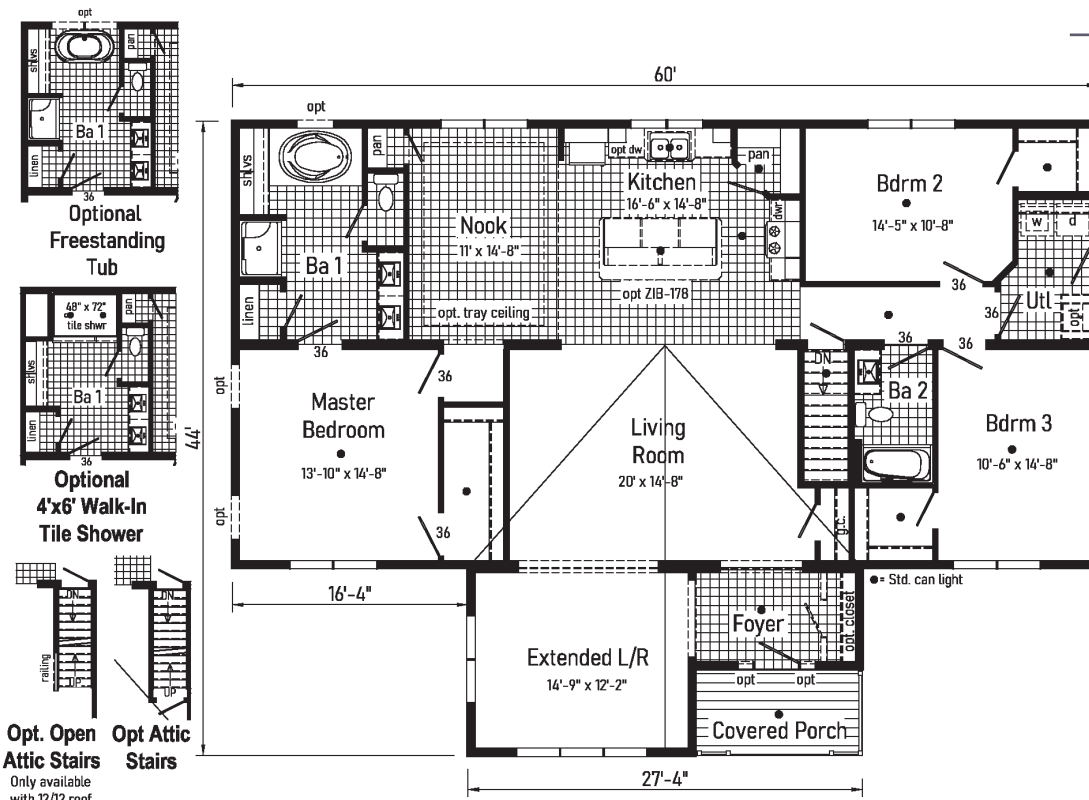 opt
shlvs
pan
Ba 1
linen
36
Optional
Freestanding
Tub
48" x 72"
tile shwr
pan
shlvs
Ba 1
linen
36
Optional
4'x6' Walk-In
Tile Shower
DN
UP
railing
DN
UP
Opt. Open
Attic Stairs
Only available
with 12/12 roof
Opt Attic
Stairs
60'
44'
opt
shlvs
pan
Ba 1
linen
36
Nook
11' x 14'-8"
opt. tray ceiling
opt dw
Kitchen
16'-6" x 14'-8"
opt ZIB-178
pan
dwr
Bdrm 2
14'-5" x 10'-8"
36
w
d
Utl
36
opt
36
36
opt
Master
Bedroom
13'-10" x 14'-8"
opt
36
36
Living
Room
20' x 14'-8"
DN
Ba 2
Bdrm 3
10'-6" x 14'-8"
g.c.
= Std. can light
16'-4"
Extended L/R
14'-9" x 12'-2"
Foyer
opt. closet
opt
opt
Covered Porch
27'-4"